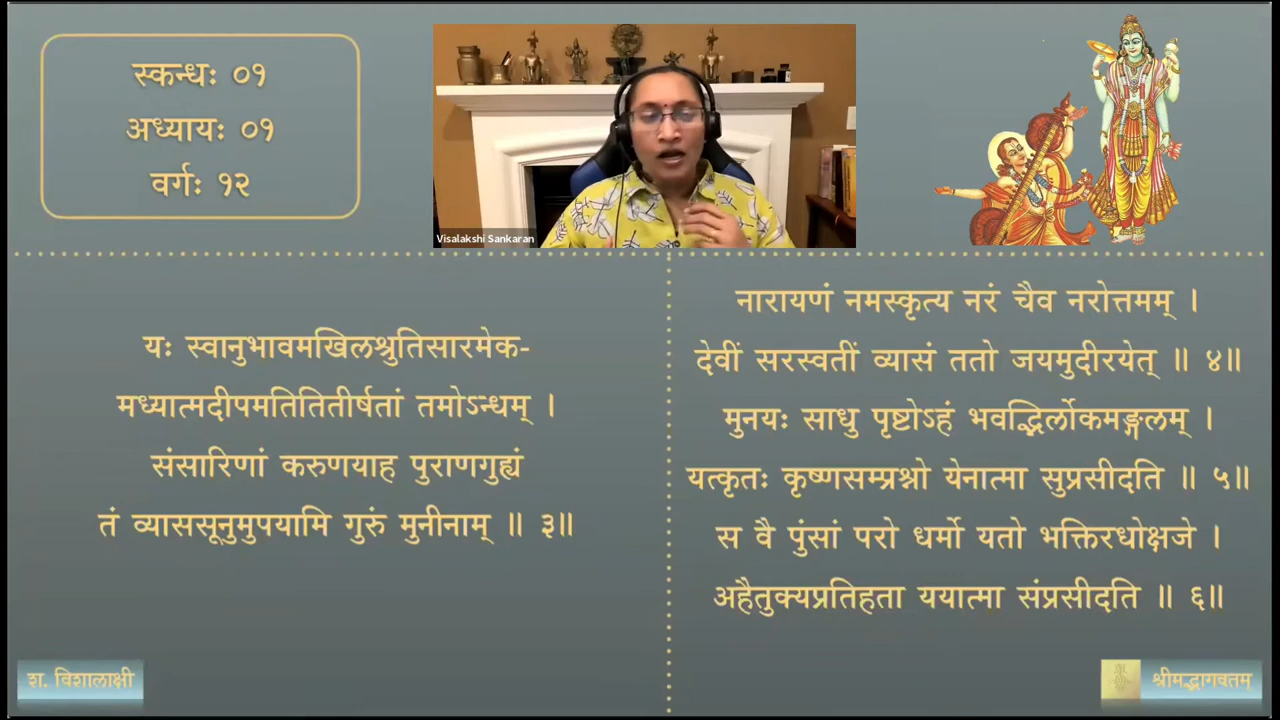 स्कन्धः ०१
अध्यायः ०१
वर्गः १२
Visalakshi Sankaran
यः स्वानुभावमखिलश्रुतिसारमेक-
मध्यात्मदीपमतितितीर्षतां तमोऽन्धम् ।
संसारिणां करुणयाह पुराणगुह्यं
तं व्याससूनुमुपयामि गुरुं मुनीनाम् ॥ ३॥
नारायणं नमस्कृत्य नरं चैव नरोत्तमम् ।
देवीं सरस्वतीं व्यासं ततो जयमुदीरयेत् ॥ ४॥
मुनयः साधु पृष्टोऽहं भवद्भिर्लोकमङ्गलम् ।
यत्कृतः कृष्णसम्प्रश्नो येनात्मा सुप्रसीदति ॥ ५॥
स वै पुंसां परो धर्मो यतो भक्तिरधोक्षजे ।
अहैतुक्यप्रतिहता ययात्मा संप्रसीदति ॥ ६॥
श. विशालाक्षी
श्रीमद्भागवतम्